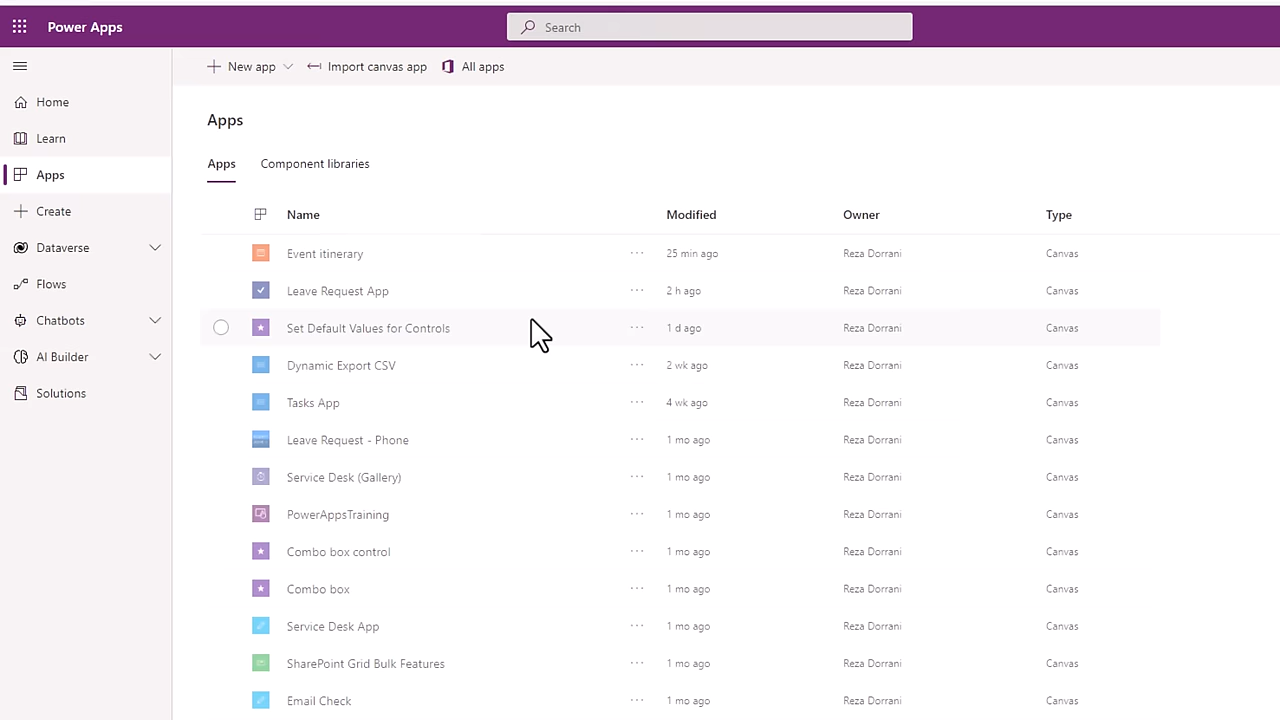 Power Apps
Search
New app
Import canvas app
All apps
Home
Learn
Apps
Create
Dataverse
Flows
Chatbots
AI Builder
Solutions
Apps
Apps Component libraries
Name Modified Owner Type
Event itinerary ... 25 min ago Reza Dorrani Canvas
Leave Request App ... 2 h ago Reza Dorrani Canvas
Set Default Values for Controls ... 1 d ago Reza Dorrani Canvas
Dynamic Export CSV ... 2 wk ago Reza Dorrani Canvas
Tasks App ... 4 wk ago Reza Dorrani Canvas
Leave Request - Phone ... 1 mo ago Reza Dorrani Canvas
Service Desk (Gallery) ... 1 mo ago Reza Dorrani Canvas
PowerAppsTraining ... 1 mo ago Reza Dorrani Canvas
Combo box control ... 1 mo ago Reza Dorrani Canvas
Combo box ... 1 mo ago Reza Dorrani Canvas
Service Desk App ... 1 mo ago Reza Dorrani Canvas
SharePoint Grid Bulk Features ... 1 mo ago Reza Dorrani Canvas
Email Check ... 1 mo ago Reza Dorrani Canvas